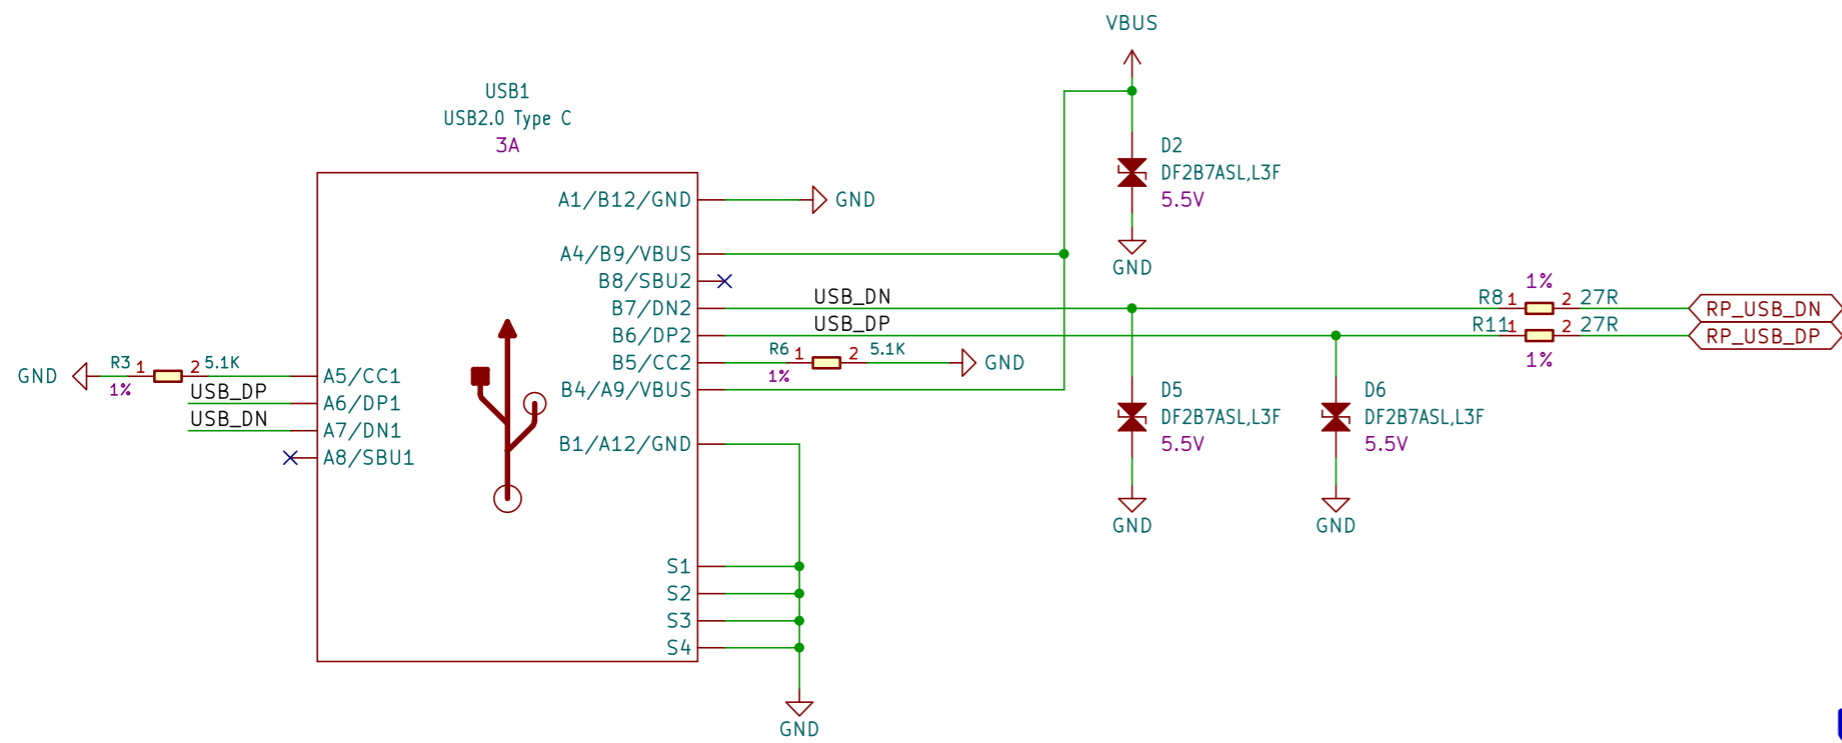 VBUS
USB1
USB2.0 Type C
3A
D2
DF2B7ASL,L3F
5.5V
GND
A1/B12/GND
GND
A4/B9/VBUS
B8/SBU2
B7/DN2
USB_DN
R8 1 2 27R
1%
RP_USB_DN
B6/DP2
USB_DP
R11 1 2 27R
1%
RP_USB_DP
B5/CC2
R6 1 2 5.1K
1%
GND
B4/A9/VBUS
GND
R3 1 2 5.1K
1%
A5/CC1
USB_DP
A6/DP1
USB_DN
A7/DN1
A8/SBU1
D5
DF2B7ASL,L3F
5.5V
GND
D6
DF2B7ASL,L3F
5.5V
GND
B1/A12/GND
S1
S2
S3
S4
GND